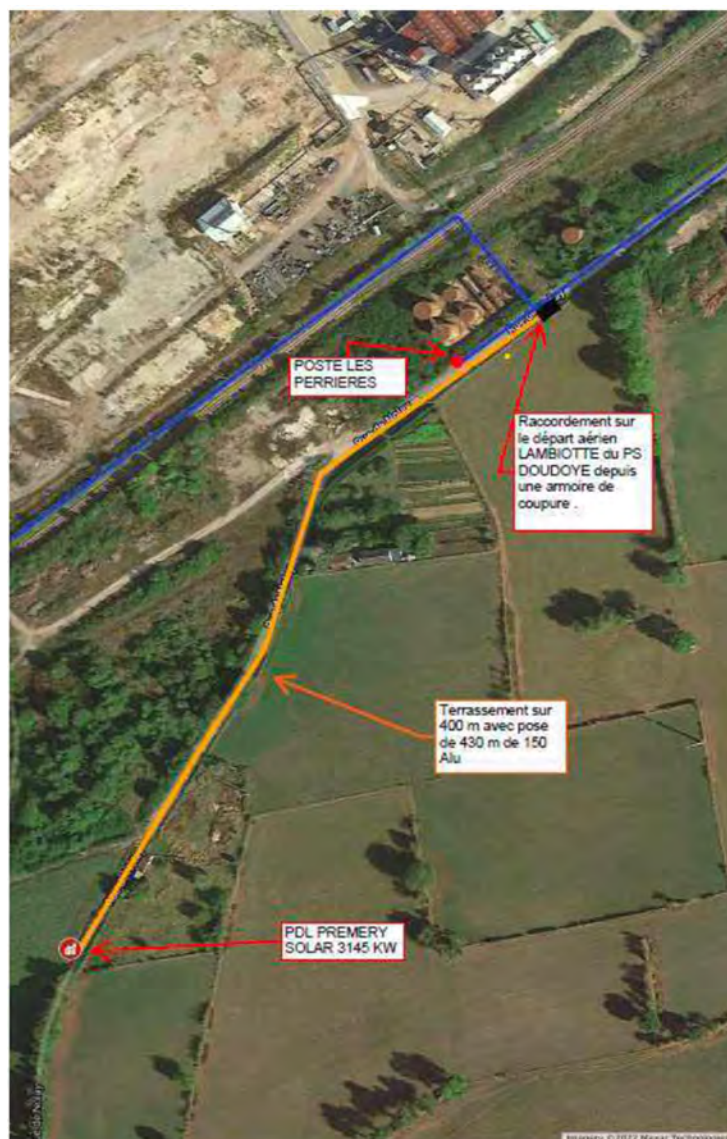 POSTE LES
PERRIERES
Raccordement sur
le départ aérien
LAMBIOTTE du PS
DOUDOYE depuis
une armoire de
coupure .
Terrassement sur
400 m avec pose
de 430 m de 150
Alu
PDL PREMERY
SOLAR 3145 KW